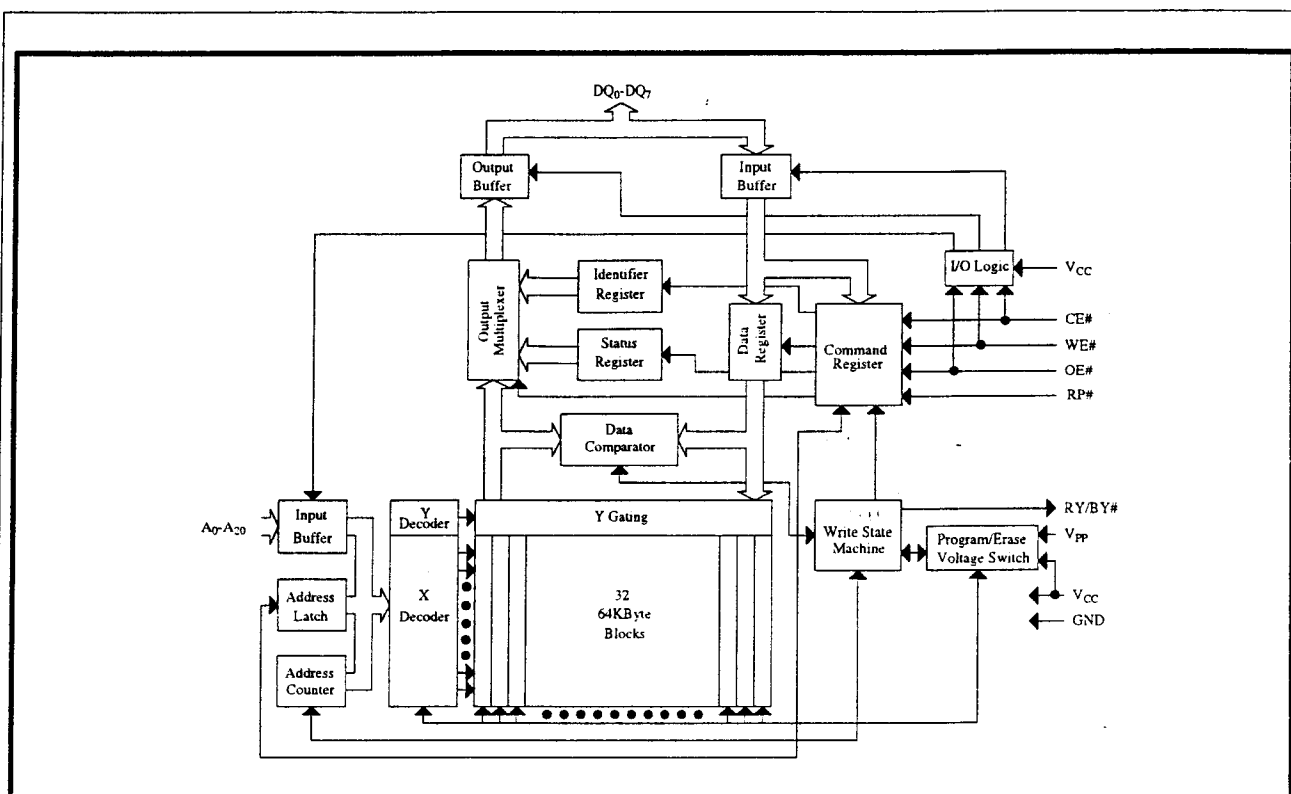 DQ0-DQ7
Output
Buffer
Input
Buffer
I/O Logic
VCC
Identifier
Register
Output
Multiplexer
Status
Register
Data
Register
Command
Register
CE#
WE#
OE#
RP#
Data
Comparator
A0-A20
Input
Buffer
Y
Decoder
Y Gating
Write State
Machine
RY/BY#
Program/Erase
Voltage Switch
VPP
Address
Latch
X
Decoder
32
64KByte
Blocks
VCC
GND
Address
Counter